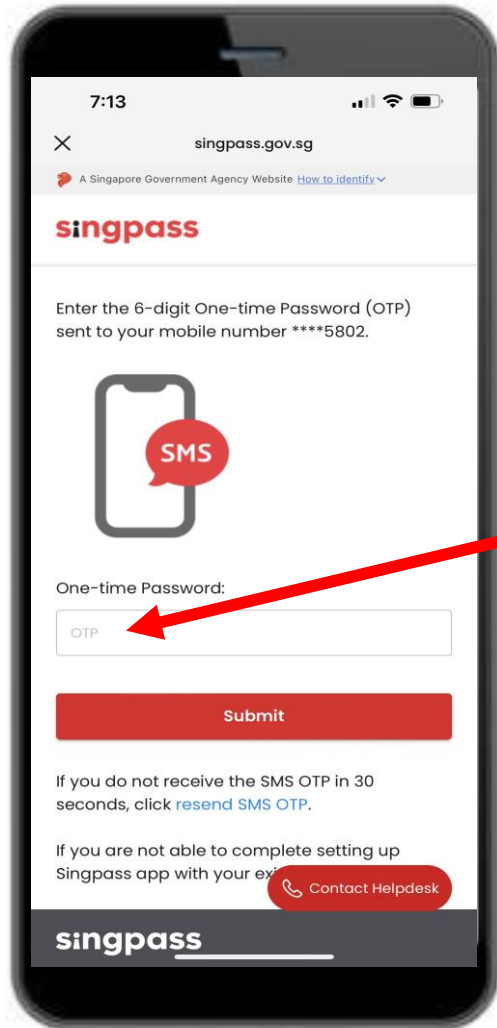 7:13
singpass.gov.sg
A Singapore Government Agency Website How to identify
singpass
Enter the 6-digit One-time Password (OTP)
sent to your mobile number ****5802.
SMS
One-time Password:
OTP
Submit
If you do not receive the SMS OTP in 30
seconds, click resend SMS OTP.
If you are not able to complete setting up
Singpass app with your
Contact Helpdesk
singpass